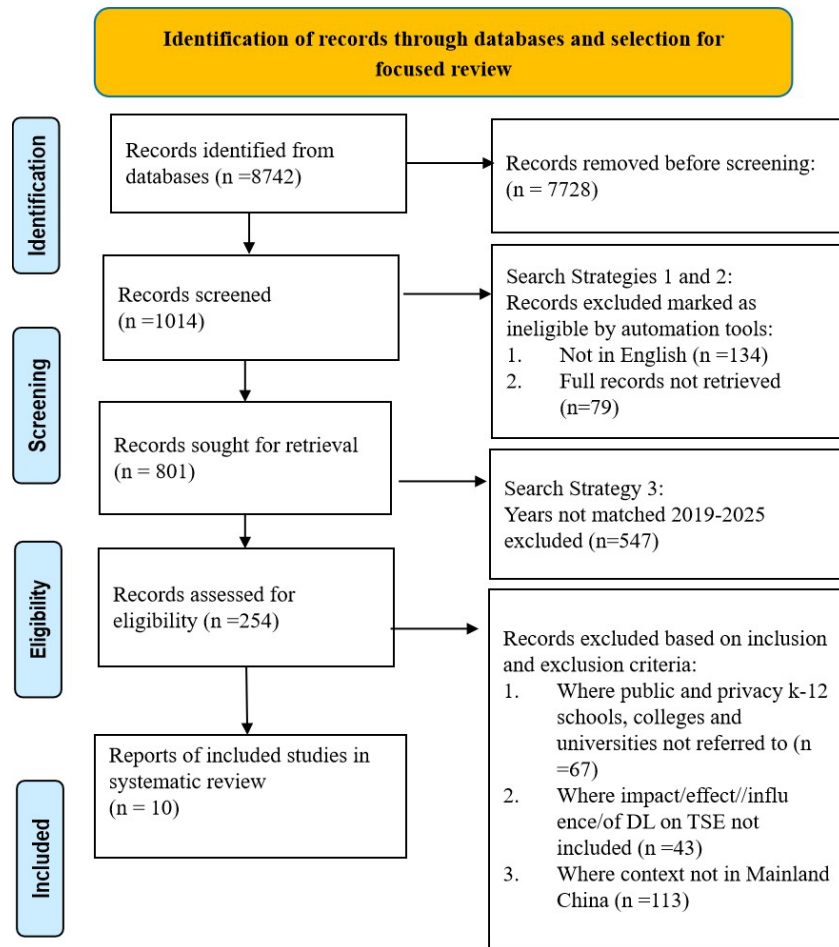 Identification of records through databases and selection for
focused review
Identification
Records identified from
databases (n =8742)
Records removed before screening:
(n = 7728)
Records screened
(n =1014)
Search Strategies 1 and 2:
Records excluded marked as
ineligible by automation tools:
1. Not in English (n =134)
2. Full records not retrieved
(n=79)
Screening
Records sought for retrieval
(n = 801)
Search Strategy 3:
Years not matched 2019-2025
excluded (n=547)
Eligibility
Records assessed for
eligibility (n =254)
Records excluded based on inclusion
and exclusion criteria:
1. Where public and privacy k-12
schools, colleges and
universities not referred to (n
=67)
2. Where impact/effect//influ
ence/of DL on TSE not
included (n =43)
3. Where context not in Mainland
China (n =113)
Included
Reports of included studies in
systematic review
(n = 10)